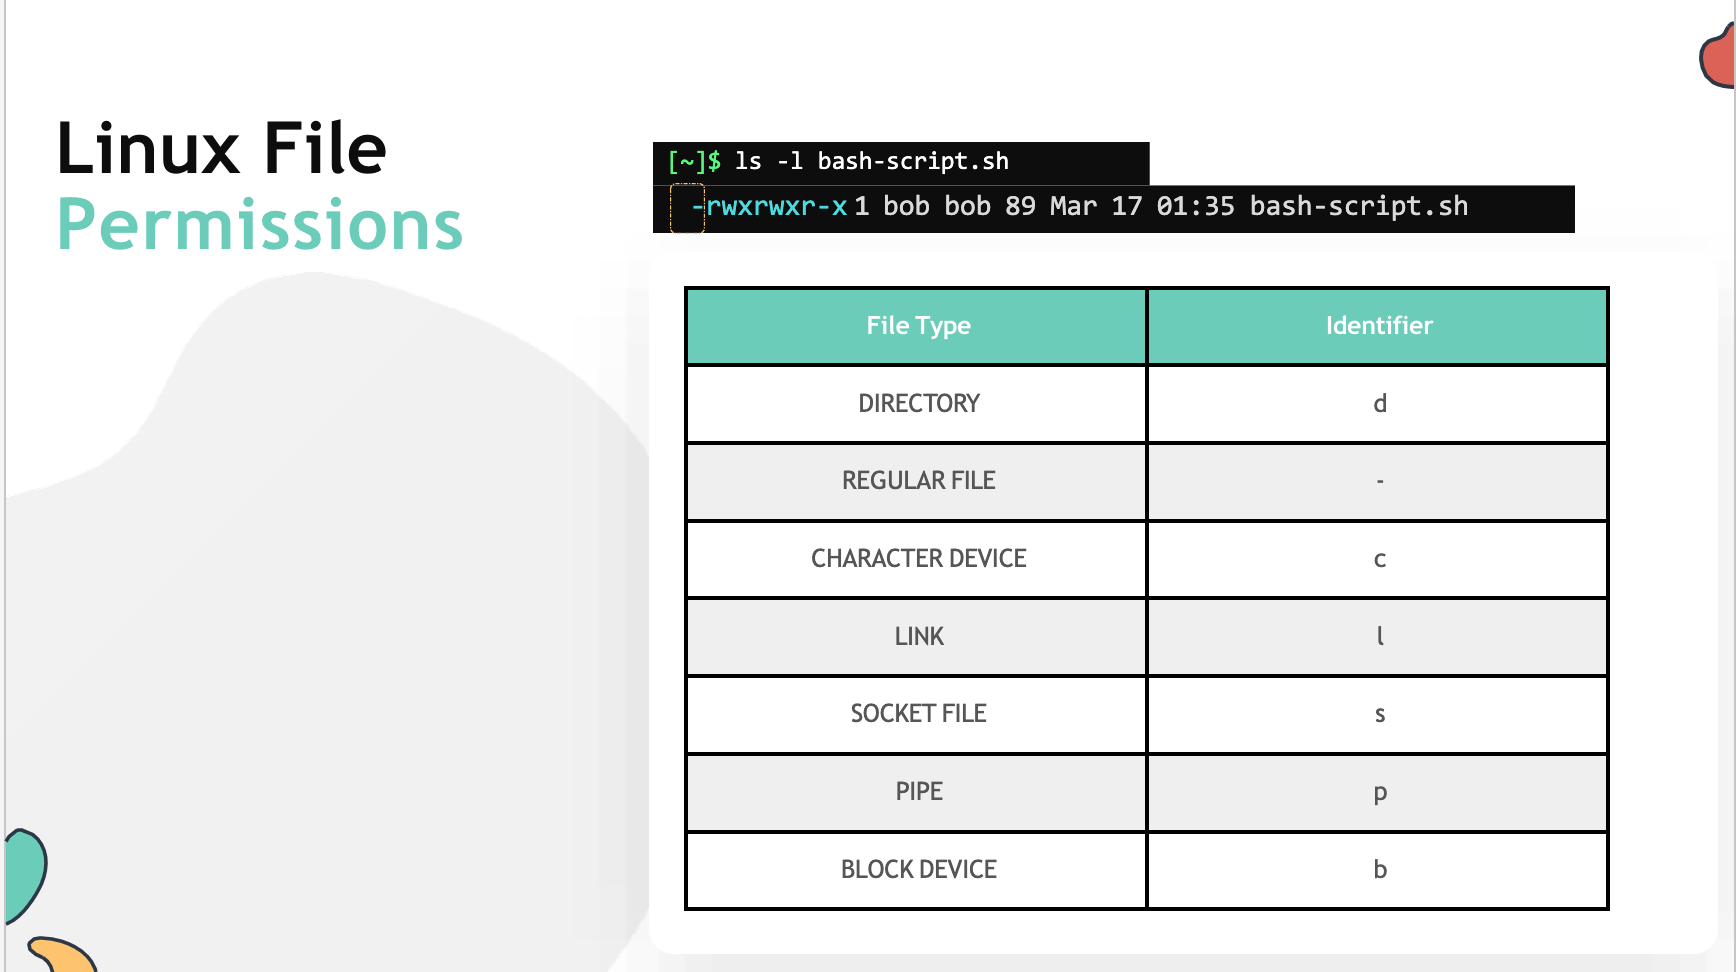 Linux File
Permissions
[~]$ ls -l bash-script.sh
-rwxrwxr-x 1 bob bob 89 Mar 17 01:35 bash-script.sh
File Type Identifier
DIRECTORY d
REGULAR FILE -
CHARACTER DEVICE c
LINK l
SOCKET FILE s
PIPE p
BLOCK DEVICE b